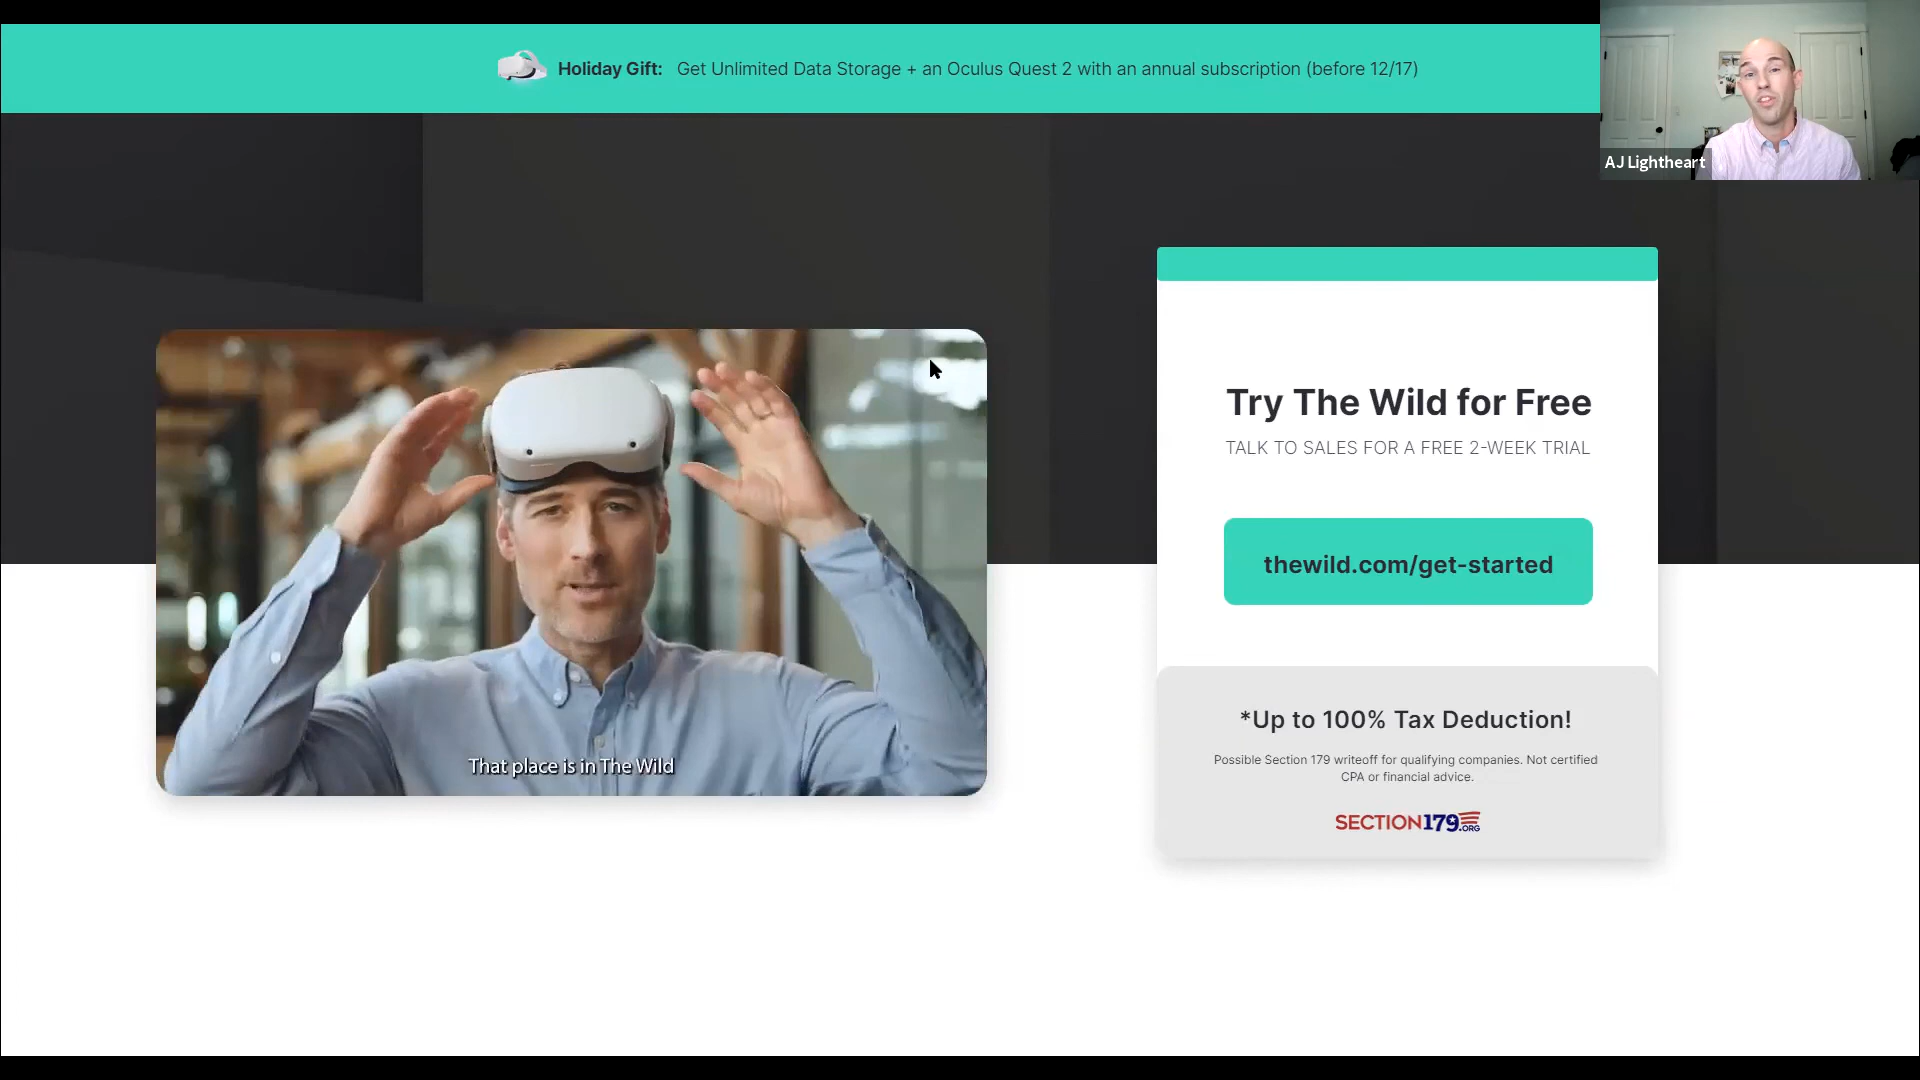 Holiday Gift: Get Unlimited Data Storage + an Oculus Quest 2 with an annual subscription (before 12/17)
AJ Lightheart
Try The Wild for Free
TALK TO SALES FOR A FREE 2-WEEK TRIAL
thewild.com/get-started
That place is in The Wild
*Up to 100% Tax Deduction!
Possible Section 179 writeoff for qualifying companies. Not certified
CPA or financial advice.
SECTION179.ORG